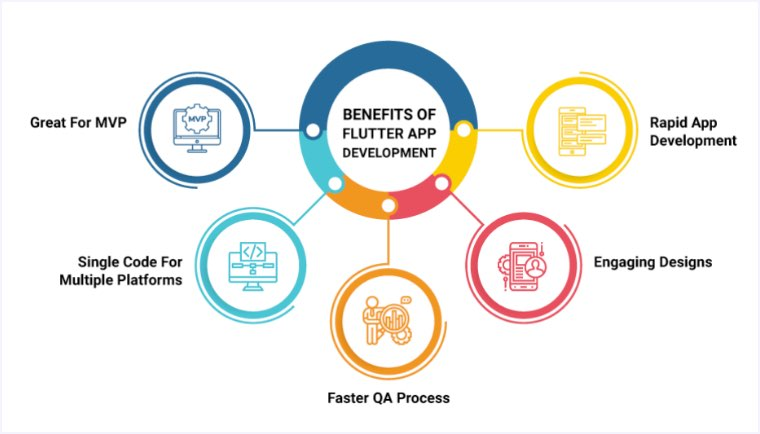 BENEFITS OF
FLUTTER APP
DEVELOPMENT
Great For MVP
MVP
Rapid App
Development
Single Code For
Multiple Platforms
</>
Engaging Designs
Faster QA Process